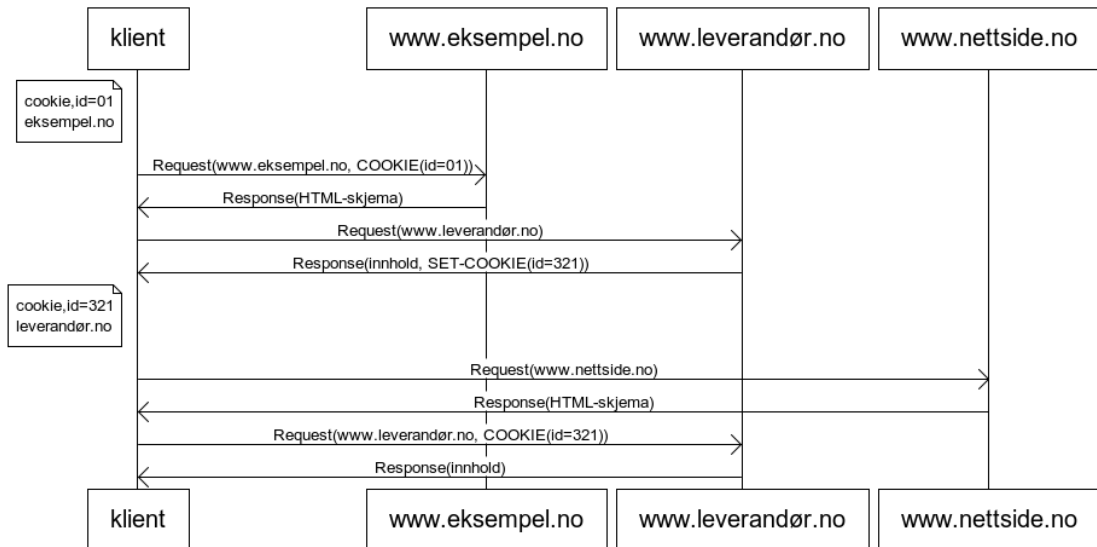 klient
www.eksempel.no
www.leverandør.no
www.nettside.no
cookie,id=01
eksempel.no
Request(www.eksempel.no, COOKIE(id=01))
Response(HTML-skjema)
Request(www.leverandør.no)
Response(innhold, SET-COOKIE(id=321))
cookie,id=321
leverandør.no
Request(www.nettside.no)
Response(HTML-skjema)
Request(www.leverandør.no, COOKIE(id=321))
Response(innhold)
klient
www.eksempel.no
www.leverandør.no
www.nettside.no